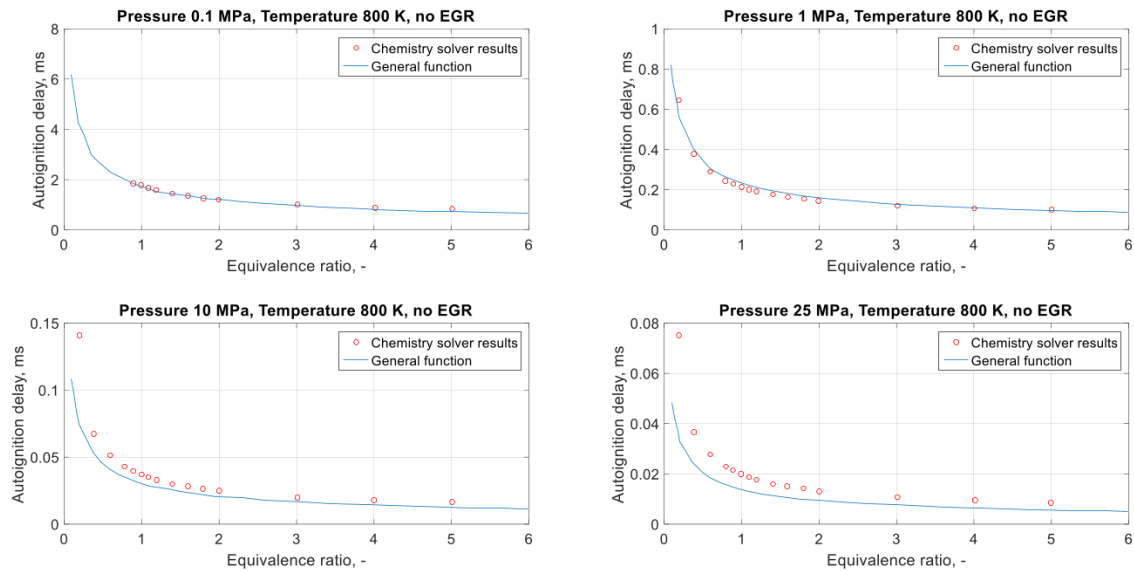 Pressure 0.1 MPa, Temperature 800 K, no EGR
8
6
4
2
0
Autoignition delay, ms
Chemistry solver results
General function
0 1 2 3 4 5 6
Equivalence ratio, -
Pressure 1 MPa, Temperature 800 K, no EGR
1
0.8
0.6
0.4
0.2
0
Autoignition delay, ms
Chemistry solver results
General function
0 1 2 3 4 5 6
Equivalence ratio, -
Pressure 10 MPa, Temperature 800 K, no EGR
0.15
0.1
0.05
0
Autoignition delay, ms
Chemistry solver results
General function
0 1 2 3 4 5 6
Equivalence ratio, -
Pressure 25 MPa, Temperature 800 K, no EGR
0.08
0.06
0.04
0.02
0
Autoignition delay, ms
Chemistry solver results
General function
0 1 2 3 4 5 6
Equivalence ratio, -